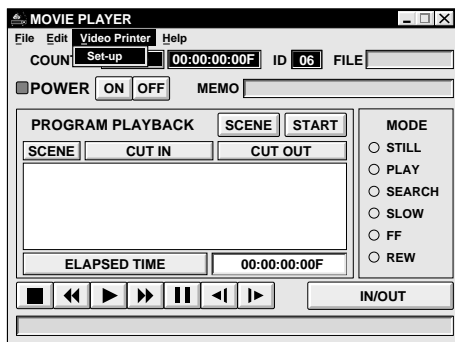 MOVIE PLAYER
File Edit Video Printer Help
Set-up
COUN 00:00:00:00F ID 06 FILE
POWER ON OFF MEMO
PROGRAM PLAYBACK SCENE START
SCENE CUT IN CUT OUT
ELAPSED TIME 00:00:00:00F
MODE
STILL
PLAY
SEARCH
SLOW
FF
REW
IN/OUT